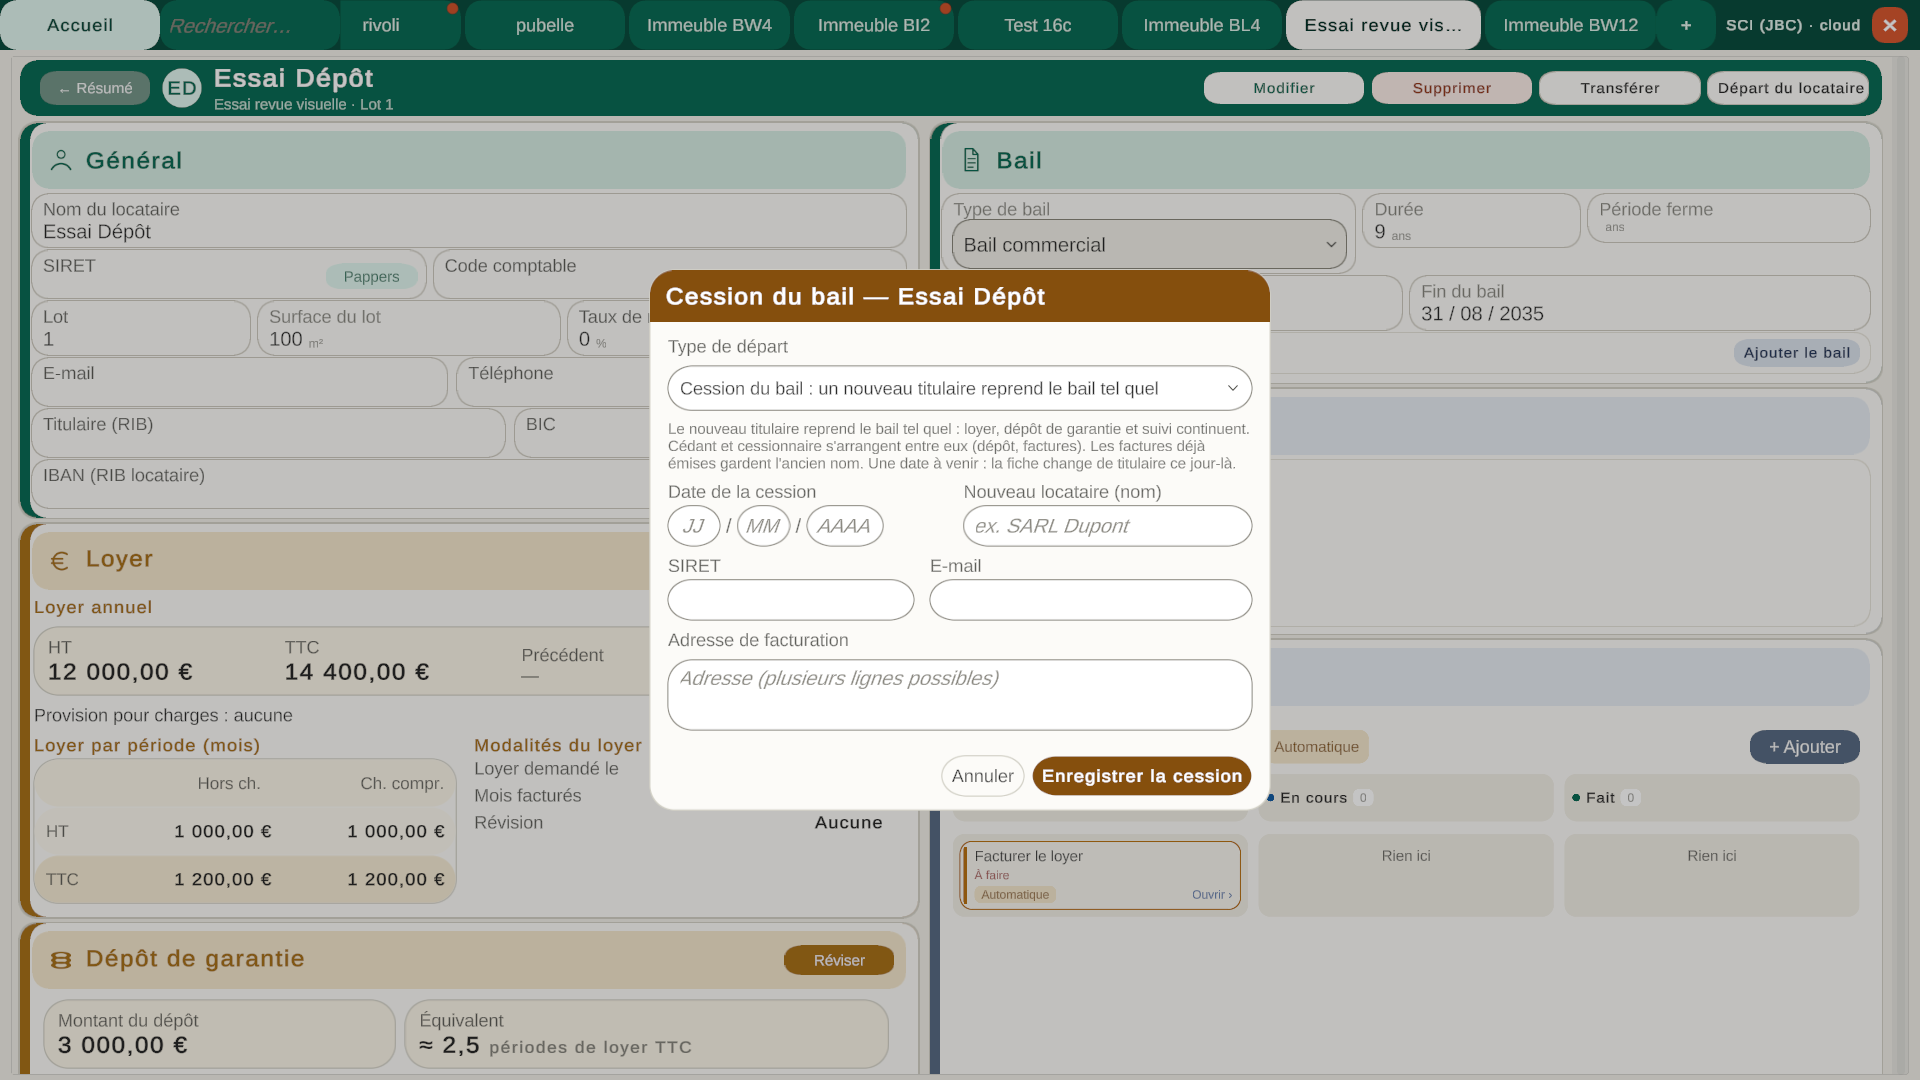 Accueil
Rechercher...
rivoli
pubelle
Immeuble BW4
Immeuble BI2
Test 16c
Immeuble BL4
Essai revue vis...
Immeuble BW12
+
SCI (JBC) · cloud
×
← Résumé
ED
Essai Dépôt
Essai revue visuelle · Lot 1
Modifier
Supprimer
Transférer
Départ du locataire
Général
Nom du locataire
Essai Dépôt
SIRET
Pappers
Code comptable
Lot
1
Surface du lot
100 m²
Taux de
0 %
E-mail
Téléphone
Titulaire (RIB)
BIC
IBAN (RIB locataire)
Bail
Type de bail
Bail commercial
Durée
9 ans
Période ferme
ans
Fin du bail
31 / 08 / 2035
Ajouter le bail
Cession du bail — Essai Dépôt
Type de départ
Cession du bail : un nouveau titulaire reprend le bail tel quel
Le nouveau titulaire reprend le bail tel quel : loyer, dépôt de garantie et suivi continuent.
Cédant et cessionnaire s'arrangent entre eux (dépôt, factures). Les factures déjà
émises gardent l'ancien nom. Une date à venir : la fiche change de titulaire ce jour-là.
Date de la cession
JJ / MM / AAAA
Nouveau locataire (nom)
ex. SARL Dupont
SIRET
E-mail
Adresse de facturation
Adresse (plusieurs lignes possibles)
Annuler
Enregistrer la cession
Loyer
Loyer annuel
HT
12 000,00 €
TTC
14 400,00 €
Précédent
—
Provision pour charges : aucune
Loyer par période (mois)
Hors ch.
Ch. compr.
HT
1 000,00 €
1 000,00 €
TTC
1 200,00 €
1 200,00 €
Modalités du loyer
Loyer demandé le
Mois facturés
Révision
Aucune
Dépôt de garantie
Réviser
Montant du dépôt
3 000,00 €
Équivalent
≈ 2,5 périodes de loyer TTC
Automatique
+ Ajouter
En cours 0
Fait 0
Facturer le loyer
À faire
Automatique
Ouvrir ›
Rien ici
Rien ici